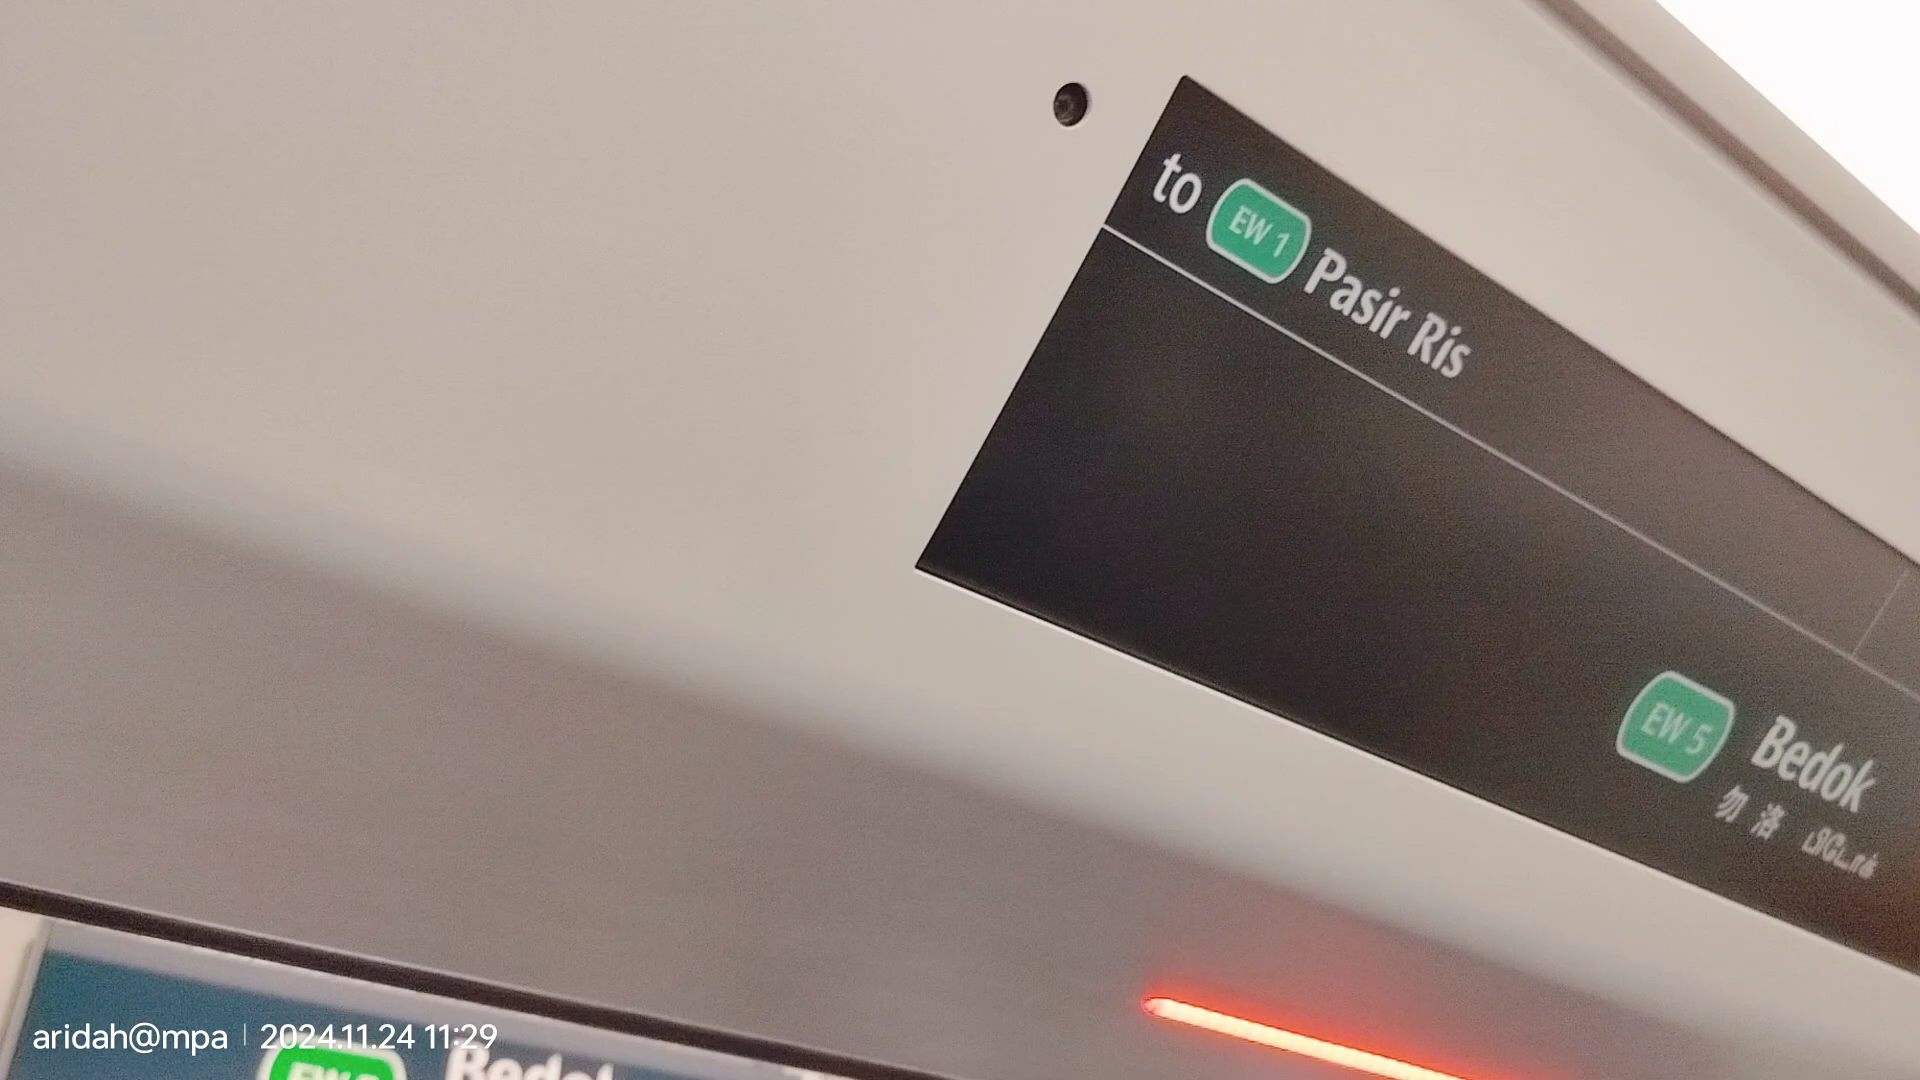 to EW 1 Pasir Ris
EW 5 Bedok
勿洛
aridah@mpa | 2024.11.24 11:29